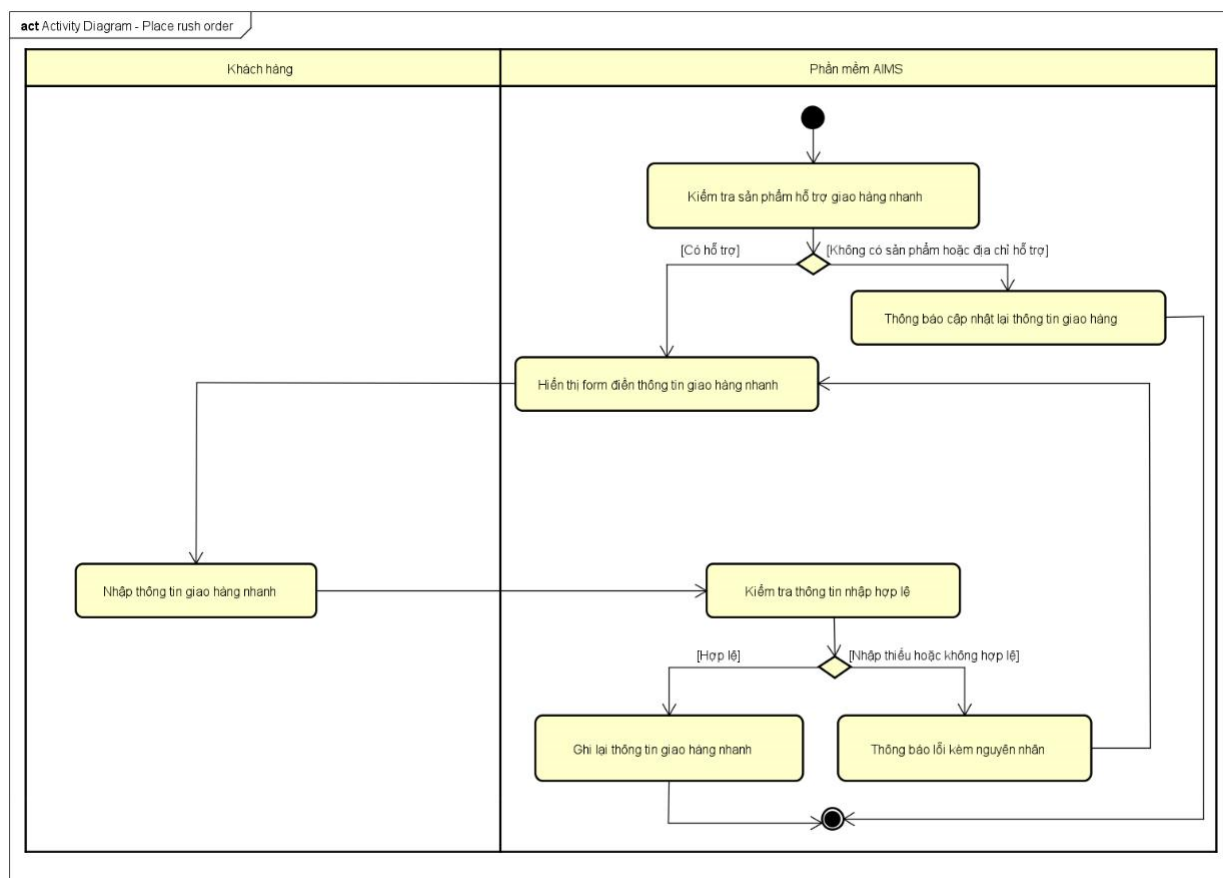 act Activity Diagram - Place rush order
Khách hàng
Phần mềm AIMS
Kiểm tra sản phẩm hỗ trợ giao hàng nhanh
[Có hỗ trợ]
[Không có sản phẩm hoặc địa chỉ hỗ trợ]
Thông báo cập nhật lại thông tin giao hàng
Hiển thị form điền thông tin giao hàng nhanh
Nhập thông tin giao hàng nhanh
Kiểm tra thông tin nhập hợp lệ
[Hợp lệ]
[Nhập thiếu hoặc không hợp lệ]
Ghi lại thông tin giao hàng nhanh
Thông báo lỗi kèm nguyên nhân